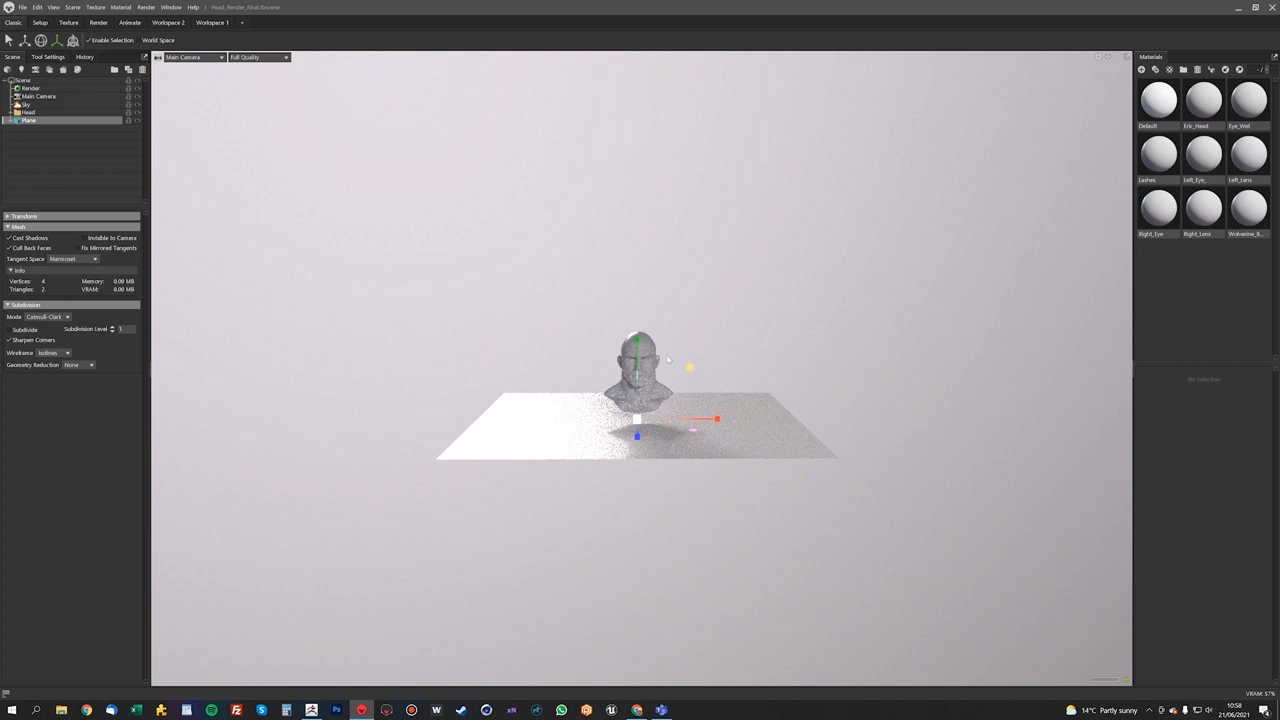 File Edit View Scene Texture Material Render Window Help Head_Render_Final.tbscene
Classic Setup Texture Render Animate Workspace 2 Workspace 1 +
Enable Selection World Space
Scene Tool Settings History
Main Camera Full Quality
Materials
Scene
Render
Main Camera
Sky
Head
Plane
Default Eric_Head Eye_Wet
Lashes Left_Eye_ Left_Lens
Right_Eye Right_Lens Wolverine_B...
Transform
Mesh
Cast Shadows Invisible to Camera
Cull Back Faces Fix Mirrored Tangents
Tangent Space Marmoset
Info
Vertices: 4 Memory: 0.00 MB
Triangles: 2 VRAM: 0.00 MB
Subdivision
Mode Catmull-Clark
Subdivide Subdivision Level 1
Sharpen Corners
Wireframe Isolines
Geometry Reduction None
No Selection
VRAM: 57%
14°C Partly sunny
10:58
21/06/2021